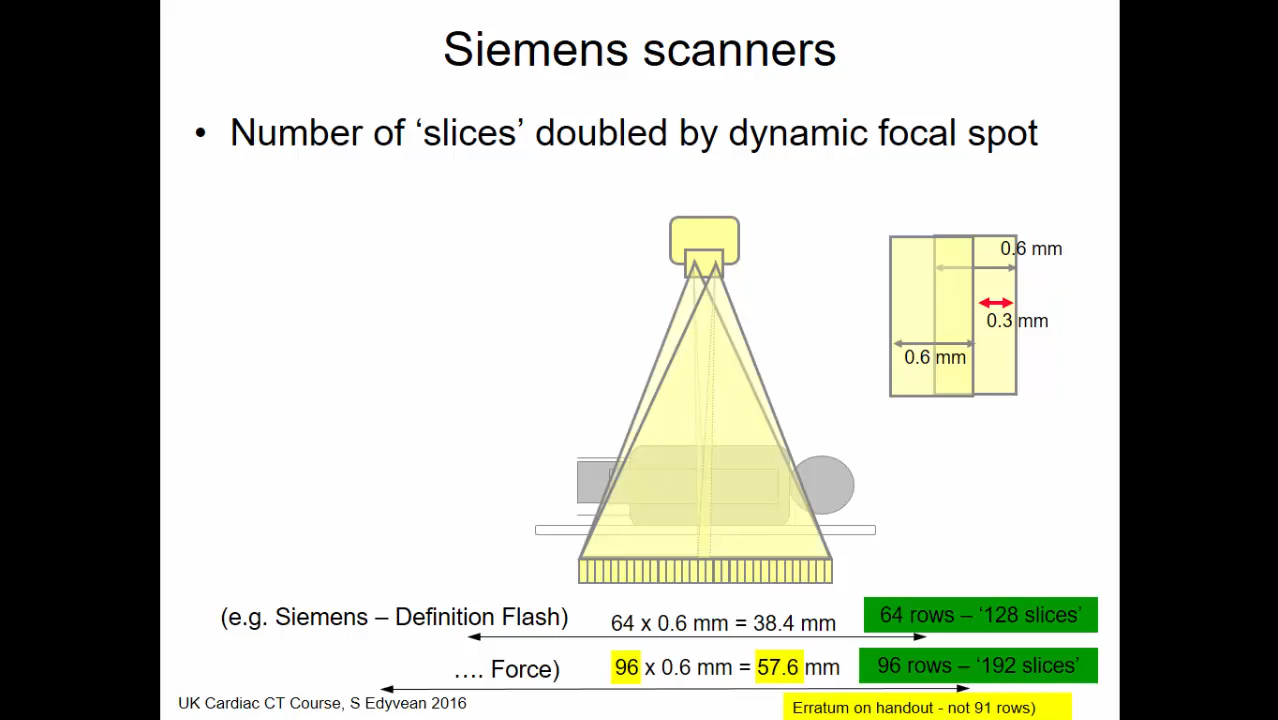 Siemens scanners
• Number of ‘slices’ doubled by dynamic focal spot
0.6 mm
0.3 mm
0.6 mm
(e.g. Siemens – Definition Flash)
64 x 0.6 mm = 38.4 mm
64 rows – ‘128 slices’
…. Force)
96 x 0.6 mm = 57.6 mm
96 rows – ‘192 slices’
UK Cardiac CT Course, S Edyvean 2016
Erratum on handout - not 91 rows)